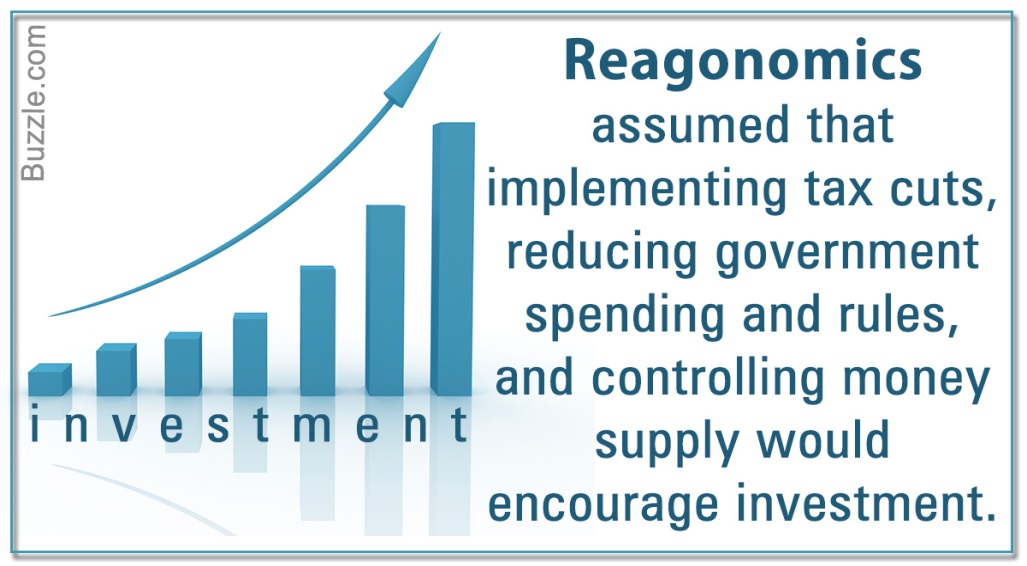 Buzzle.com
Reagonomics
assumed that
implementing tax cuts,
reducing government
spending and rules,
and controlling money
supply would
encourage investment.
investment